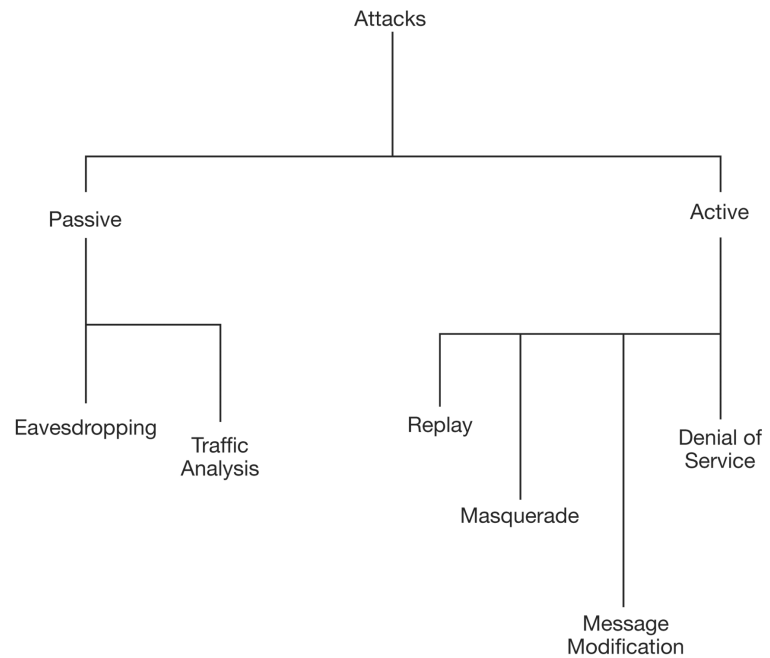 Attacks
Passive
Active
Eavesdropping
Traffic
Analysis
Replay
Masquerade
Message
Modification
Denial of
Service